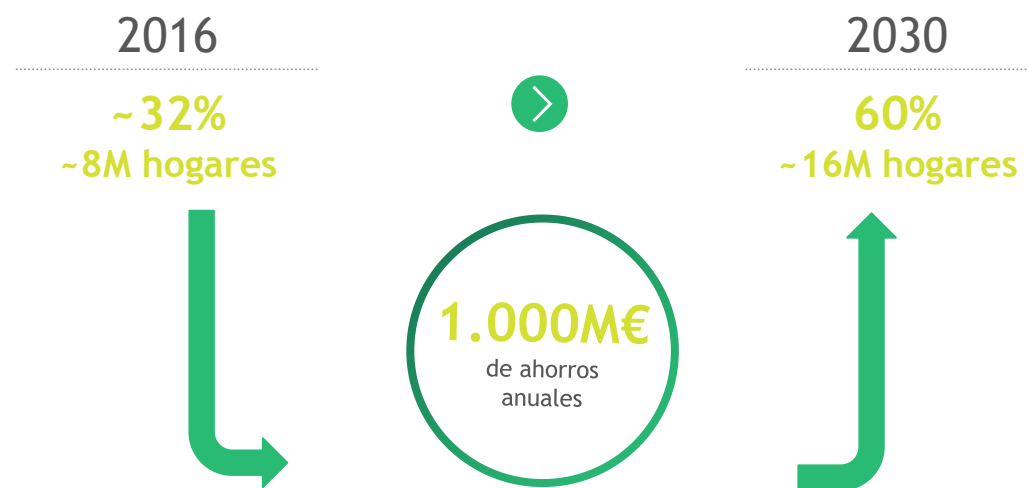 2016
2030
~32%
60%
~8M hogares
~16M hogares
1.000M€
de ahorros
anuales